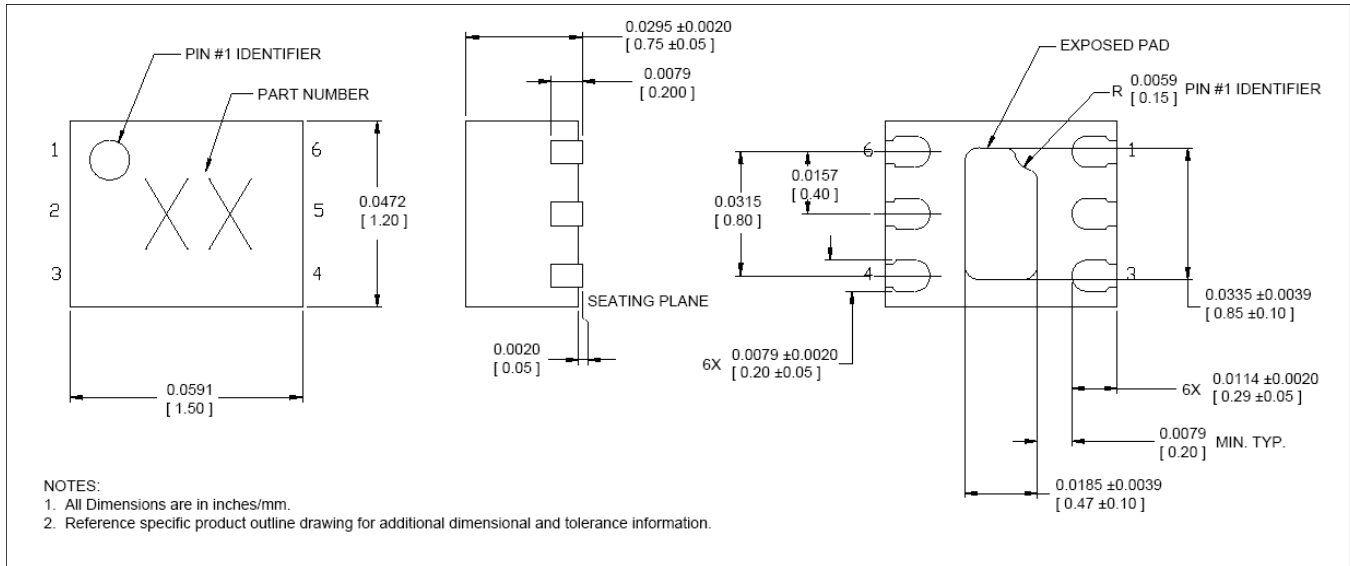 PIN #1 IDENTIFIER
PART NUMBER
1
2
3
6
5
4
XX
0.0472
[ 1.20 ]
0.0591
[ 1.50 ]
0.0295 ±0.0020
[ 0.75 ±0.05 ]
0.0079
[ 0.200 ]
SEATING PLANE
0.0020
[ 0.05 ]
EXPOSED PAD
R 0.0059
[ 0.15 ]
PIN #1 IDENTIFIER
6
4
1
3
0.0157
[ 0.40 ]
0.0315
[ 0.80 ]
6X 0.0079 ±0.0020
[ 0.20 ±0.05 ]
0.0335 ±0.0039
[ 0.85 ±0.10 ]
6X 0.0114 ±0.0020
[ 0.29 ±0.05 ]
0.0079
[ 0.20 ]
MIN. TYP.
0.0185 ±0.0039
[ 0.47 ±0.10 ]
NOTES:
1. All Dimensions are in inches/mm.
2. Reference specific product outline drawing for additional dimensional and tolerance information.